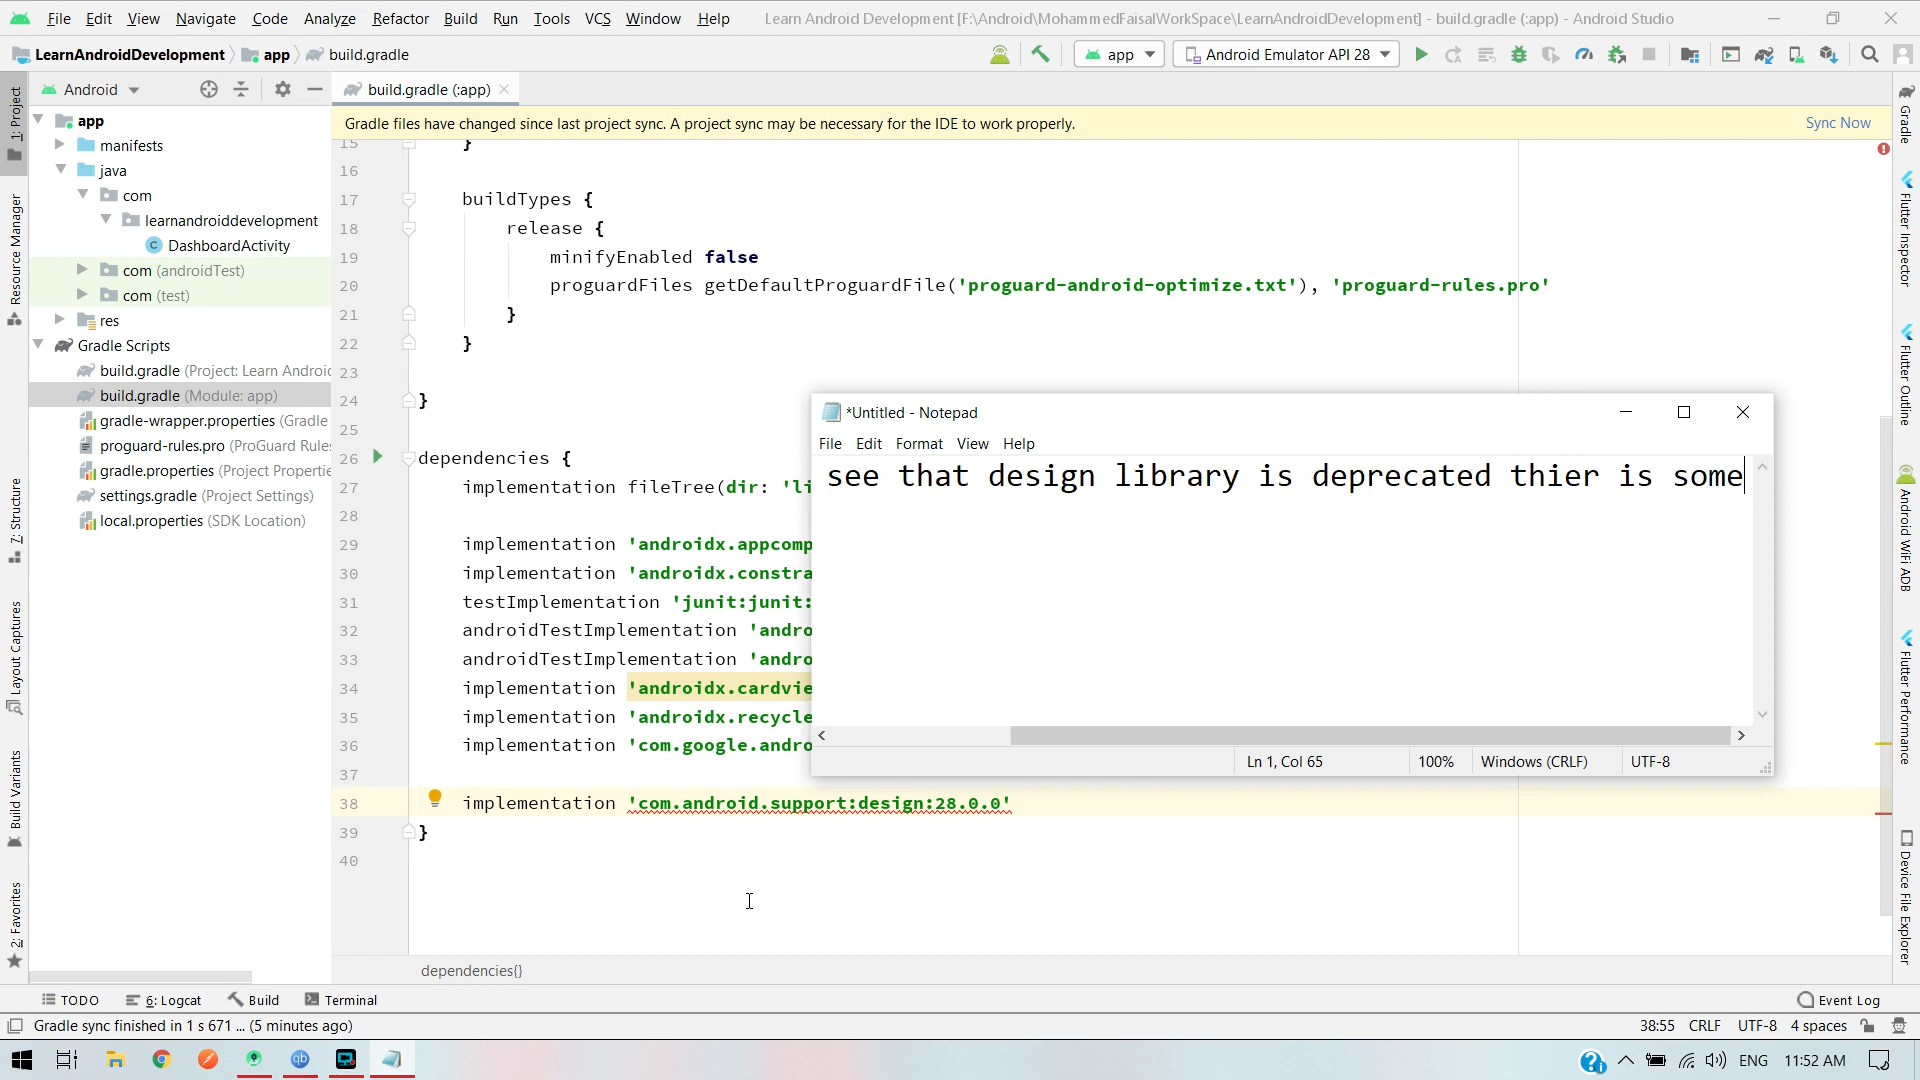 File Edit View Navigate Code Analyze Refactor Build Run Tools VCS Window Help Learn Android Development [F:\Android\MohammedFaisalWorkSpace\LearnAndroidDevelopment] - build.gradle (:app) - Android Studio
LearnAndroidDevelopment app build.gradle app Android Emulator API 28
Android build.gradle (:app)
Gradle files have changed since last project sync. A project sync may be necessary for the IDE to work properly. Sync Now
1: Project
Resource Manager
7: Structure
Layout Captures
Build Variants
2: Favorites
app
manifests
java
com
learnandroiddevelopment
DashboardActivity
com (androidTest)
com (test)
res
Gradle Scripts
build.gradle (Project: Learn Androic
build.gradle (Module: app)
gradle-wrapper.properties (Gradle
proguard-rules.pro (ProGuard Rules
gradle.properties (Project Propertie
settings.gradle (Project Settings)
local.properties (SDK Location)
15 }
16
17 buildTypes {
18 release {
19 minifyEnabled false
20 proguardFiles getDefaultProguardFile('proguard-android-optimize.txt'), 'proguard-rules.pro'
21 }
22 }
23
24 }
25
26 dependencies {
27 implementation fileTree(dir: 'li
28
29 implementation 'androidx.appcomp
30 implementation 'androidx.constra
31 testImplementation 'junit:junit:
32 androidTestImplementation 'andro
33 androidTestImplementation 'andro
34 implementation 'androidx.cardvie
35 implementation 'androidx.recycle
36 implementation 'com.google.andro
37
38 implementation 'com.android.support:design:28.0.0'
39 }
40
dependencies{}
*Untitled - Notepad
File Edit Format View Help
see that design library is deprecated thier is some
Ln 1, Col 65 100% Windows (CRLF) UTF-8
Gradle
Flutter Inspector
Flutter Outline
Android WiFi ADB
Flutter Performance
Device File Explorer
TODO 6: Logcat Build Terminal Event Log
Gradle sync finished in 1 s 671 ... (5 minutes ago) 38:55 CRLF UTF-8 4 spaces
qb ENG 11:52 AM